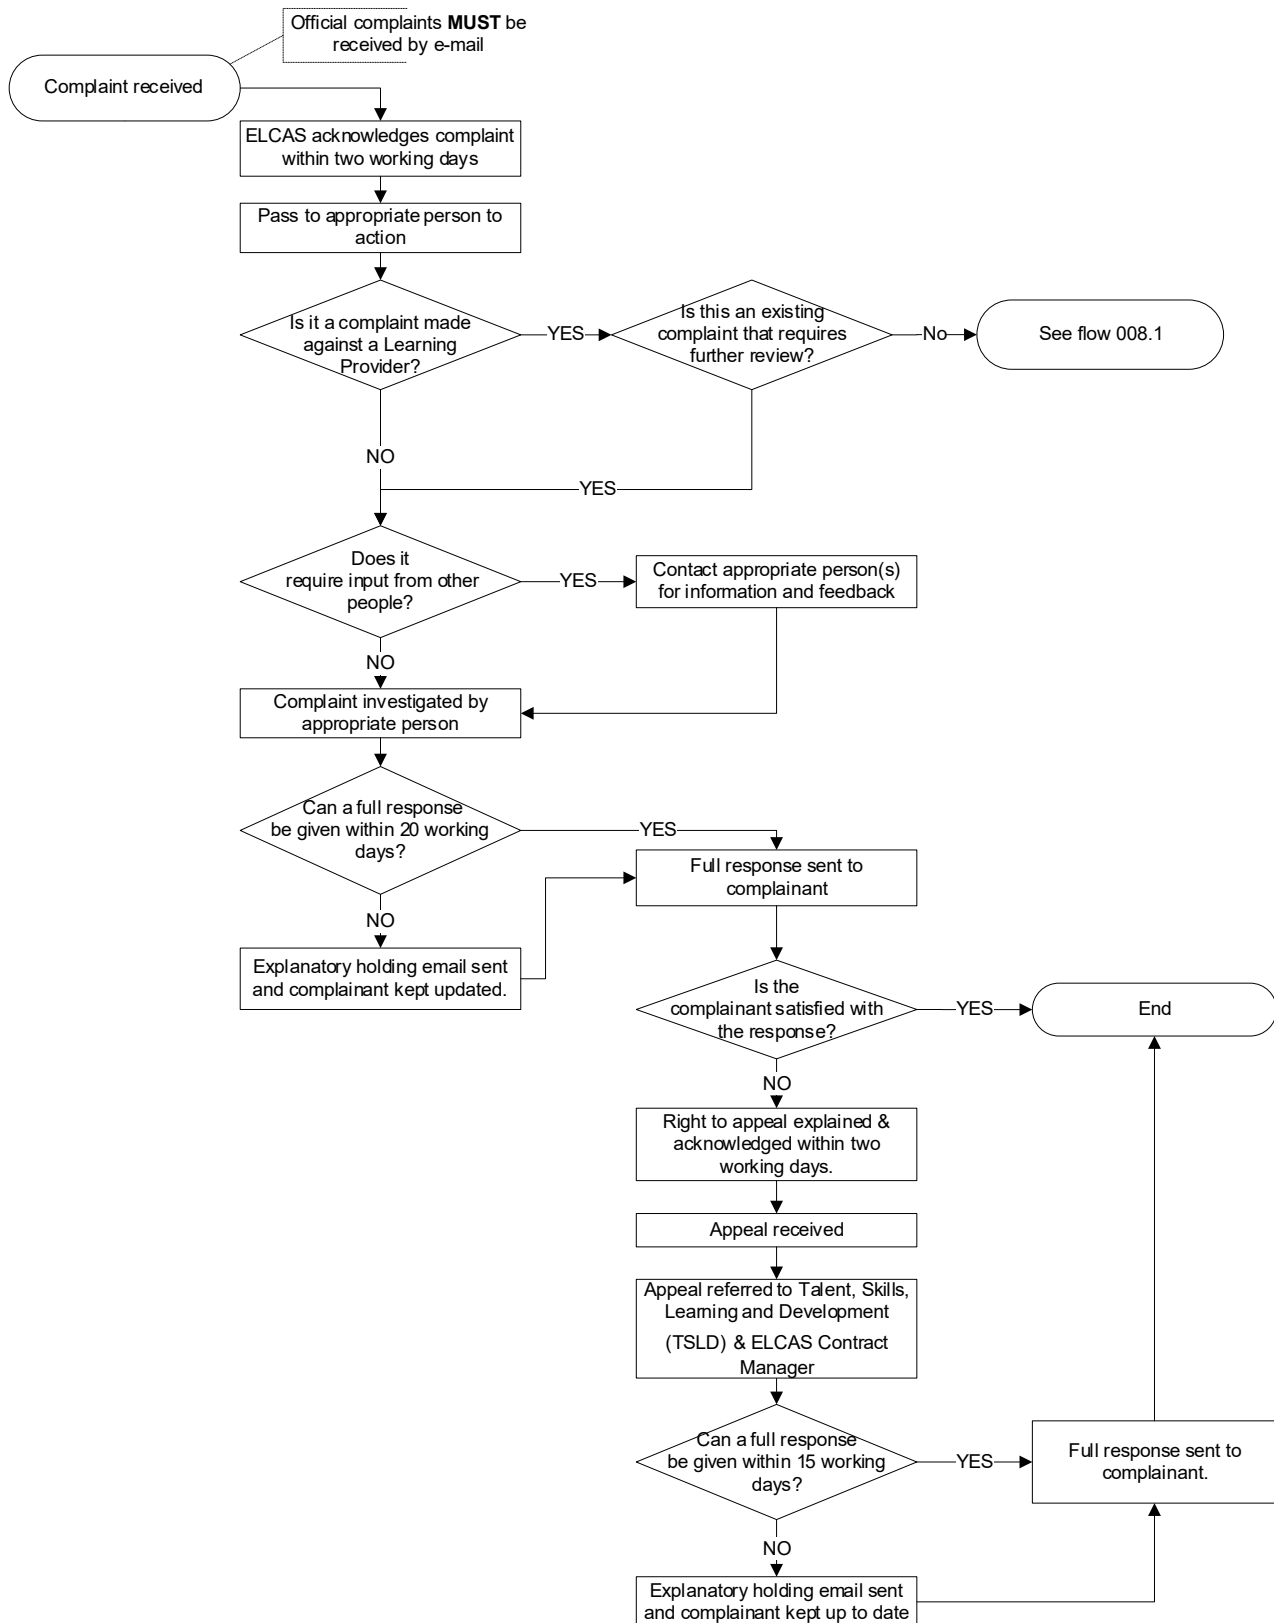 Official complaints MUST be
received by e-mail
Complaint received
ELCAS acknowledges complaint
within two working days
Pass to appropriate person to
action
Is it a complaint made
against a Learning
Provider?
YES
Is this an existing
complaint that requires
further review?
No
See flow 008.1
NO
YES
Does it
require input from other
people?
YES
Contact appropriate person(s)
for information and feedback
NO
Complaint investigated by
appropriate person
Can a full response
be given within 20 working
days?
YES
Full response sent to
complainant
NO
Explanatory holding email sent
and complainant kept updated.
Is the
complainant satisfied with
the response?
YES
End
NO
Right to appeal explained &
acknowledged within two
working days.
Appeal received
Appeal referred to Talent, Skills,
Learning and Development
(TSLD) & ELCAS Contract
Manager
Can a full response
be given within 15 working
days?
YES
Full response sent to
complainant.
NO
Explanatory holding email sent
and complainant kept up to date